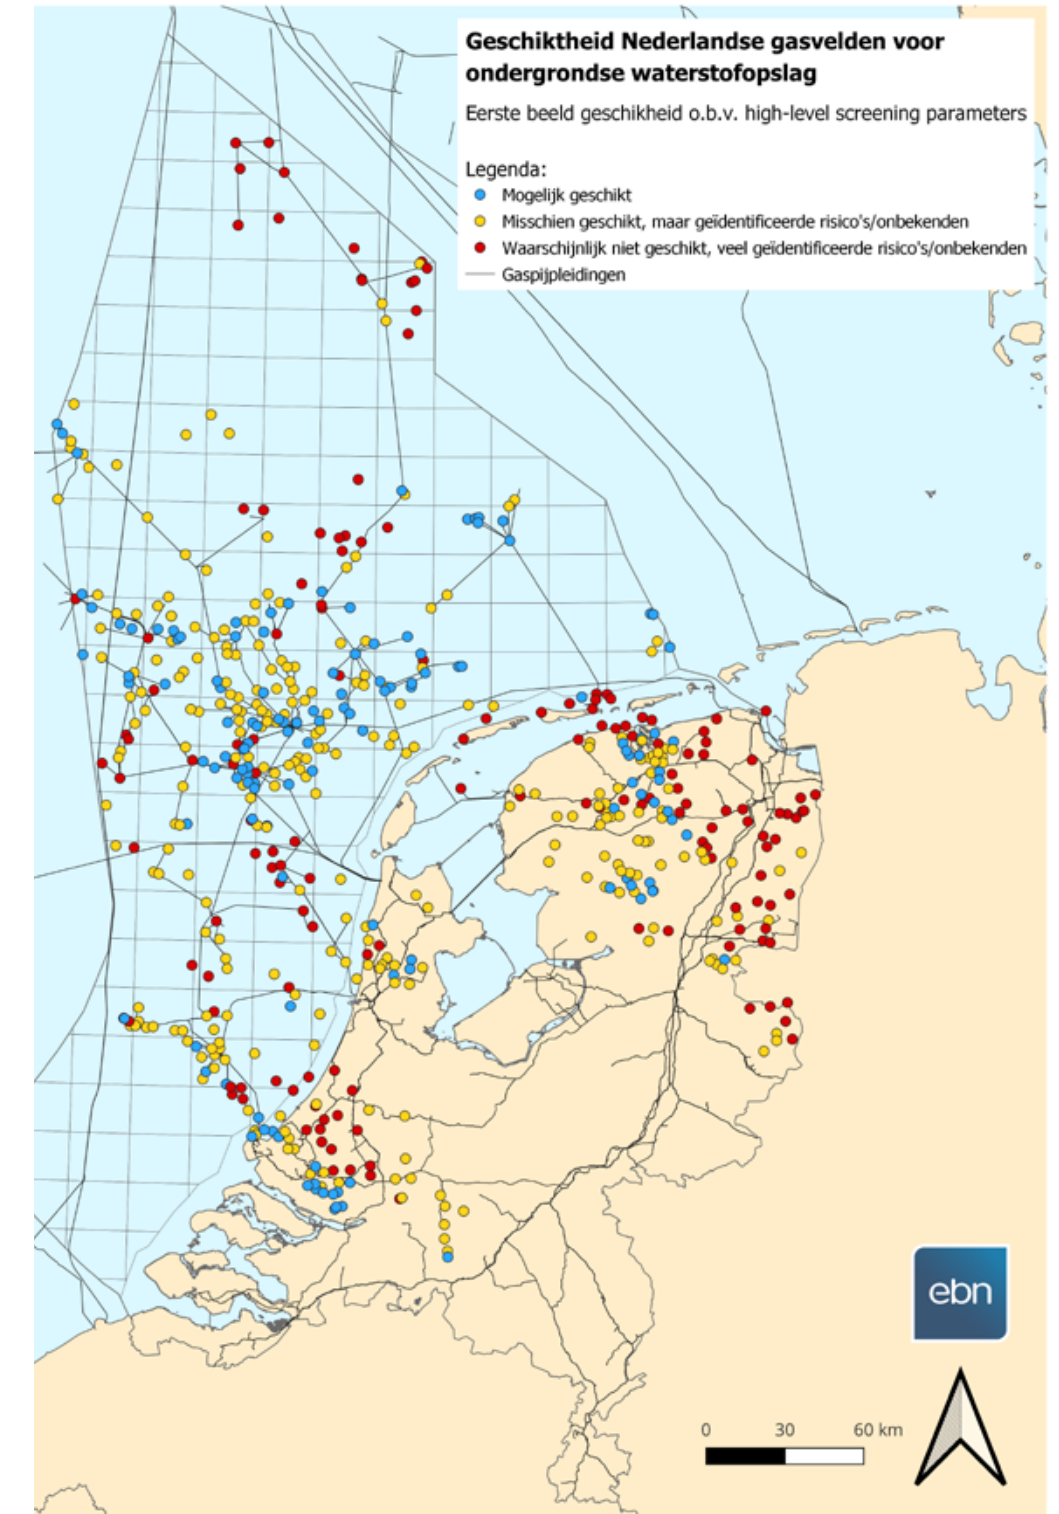 Geschiktheid Nederlandse gasvelden voor
ondergrondse waterstofopslag
Eerste beeld geschikheid o.b.v. high-level screening parameters
Legenda:
Mogelijk geschikt
Misschien geschikt, maar geïdentificeerde risico's/onbekenden
Waarschijnlijk niet geschikt, veel geïdentificeerde risico's/onbekenden
Gaspijpleidingen
ebn
0 30 60 km